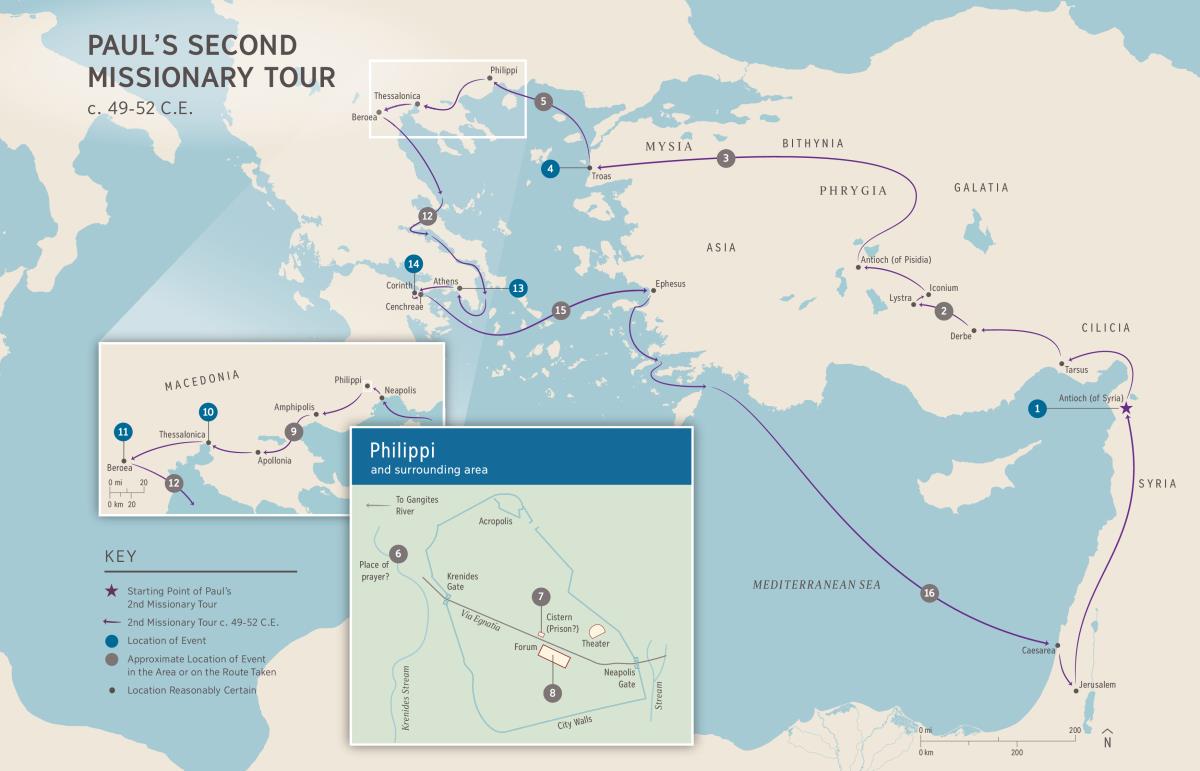 PAUL'S SECOND
MISSIONARY TOUR
c. 49-52 C.E.
Philippi
Thessalonica
Beroea
5
4
Troas
MYSIA
3
BITHYNIA
PHRYGIA
GALATIA
ASIA
12
14
Corinth
Athens
13
Cenchreae
15
Ephesus
Antioch (of Pisidia)
Iconium
Lystra
2
Derbe
CILICIA
Tarsus
1
Antioch (of Syria)
SYRIA
MEDITERRANEAN SEA
16
Caesarea
Jerusalem
0 mi
200
0 km
200
N
MACEDONIA
Philippi
Neapolis
Amphipolis
10
9
11
Thessalonica
Apollonia
Beroea
12
0 mi
20
0 km
20
Philippi
and surrounding area
To Gangites
River
Acropolis
6
Place of
prayer?
Krenides
Gate
7
Via Egnatia
Cistern
(Prison?)
Forum
Theater
Neapolis
Gate
8
Krenides Stream
Stream
City Walls
KEY
Starting Point of Paul's
2nd Missionary Tour
2nd Missionary Tour c. 49-52 C.E.
Location of Event
Approximate Location of Event
in the Area or on the Route Taken
Location Reasonably Certain